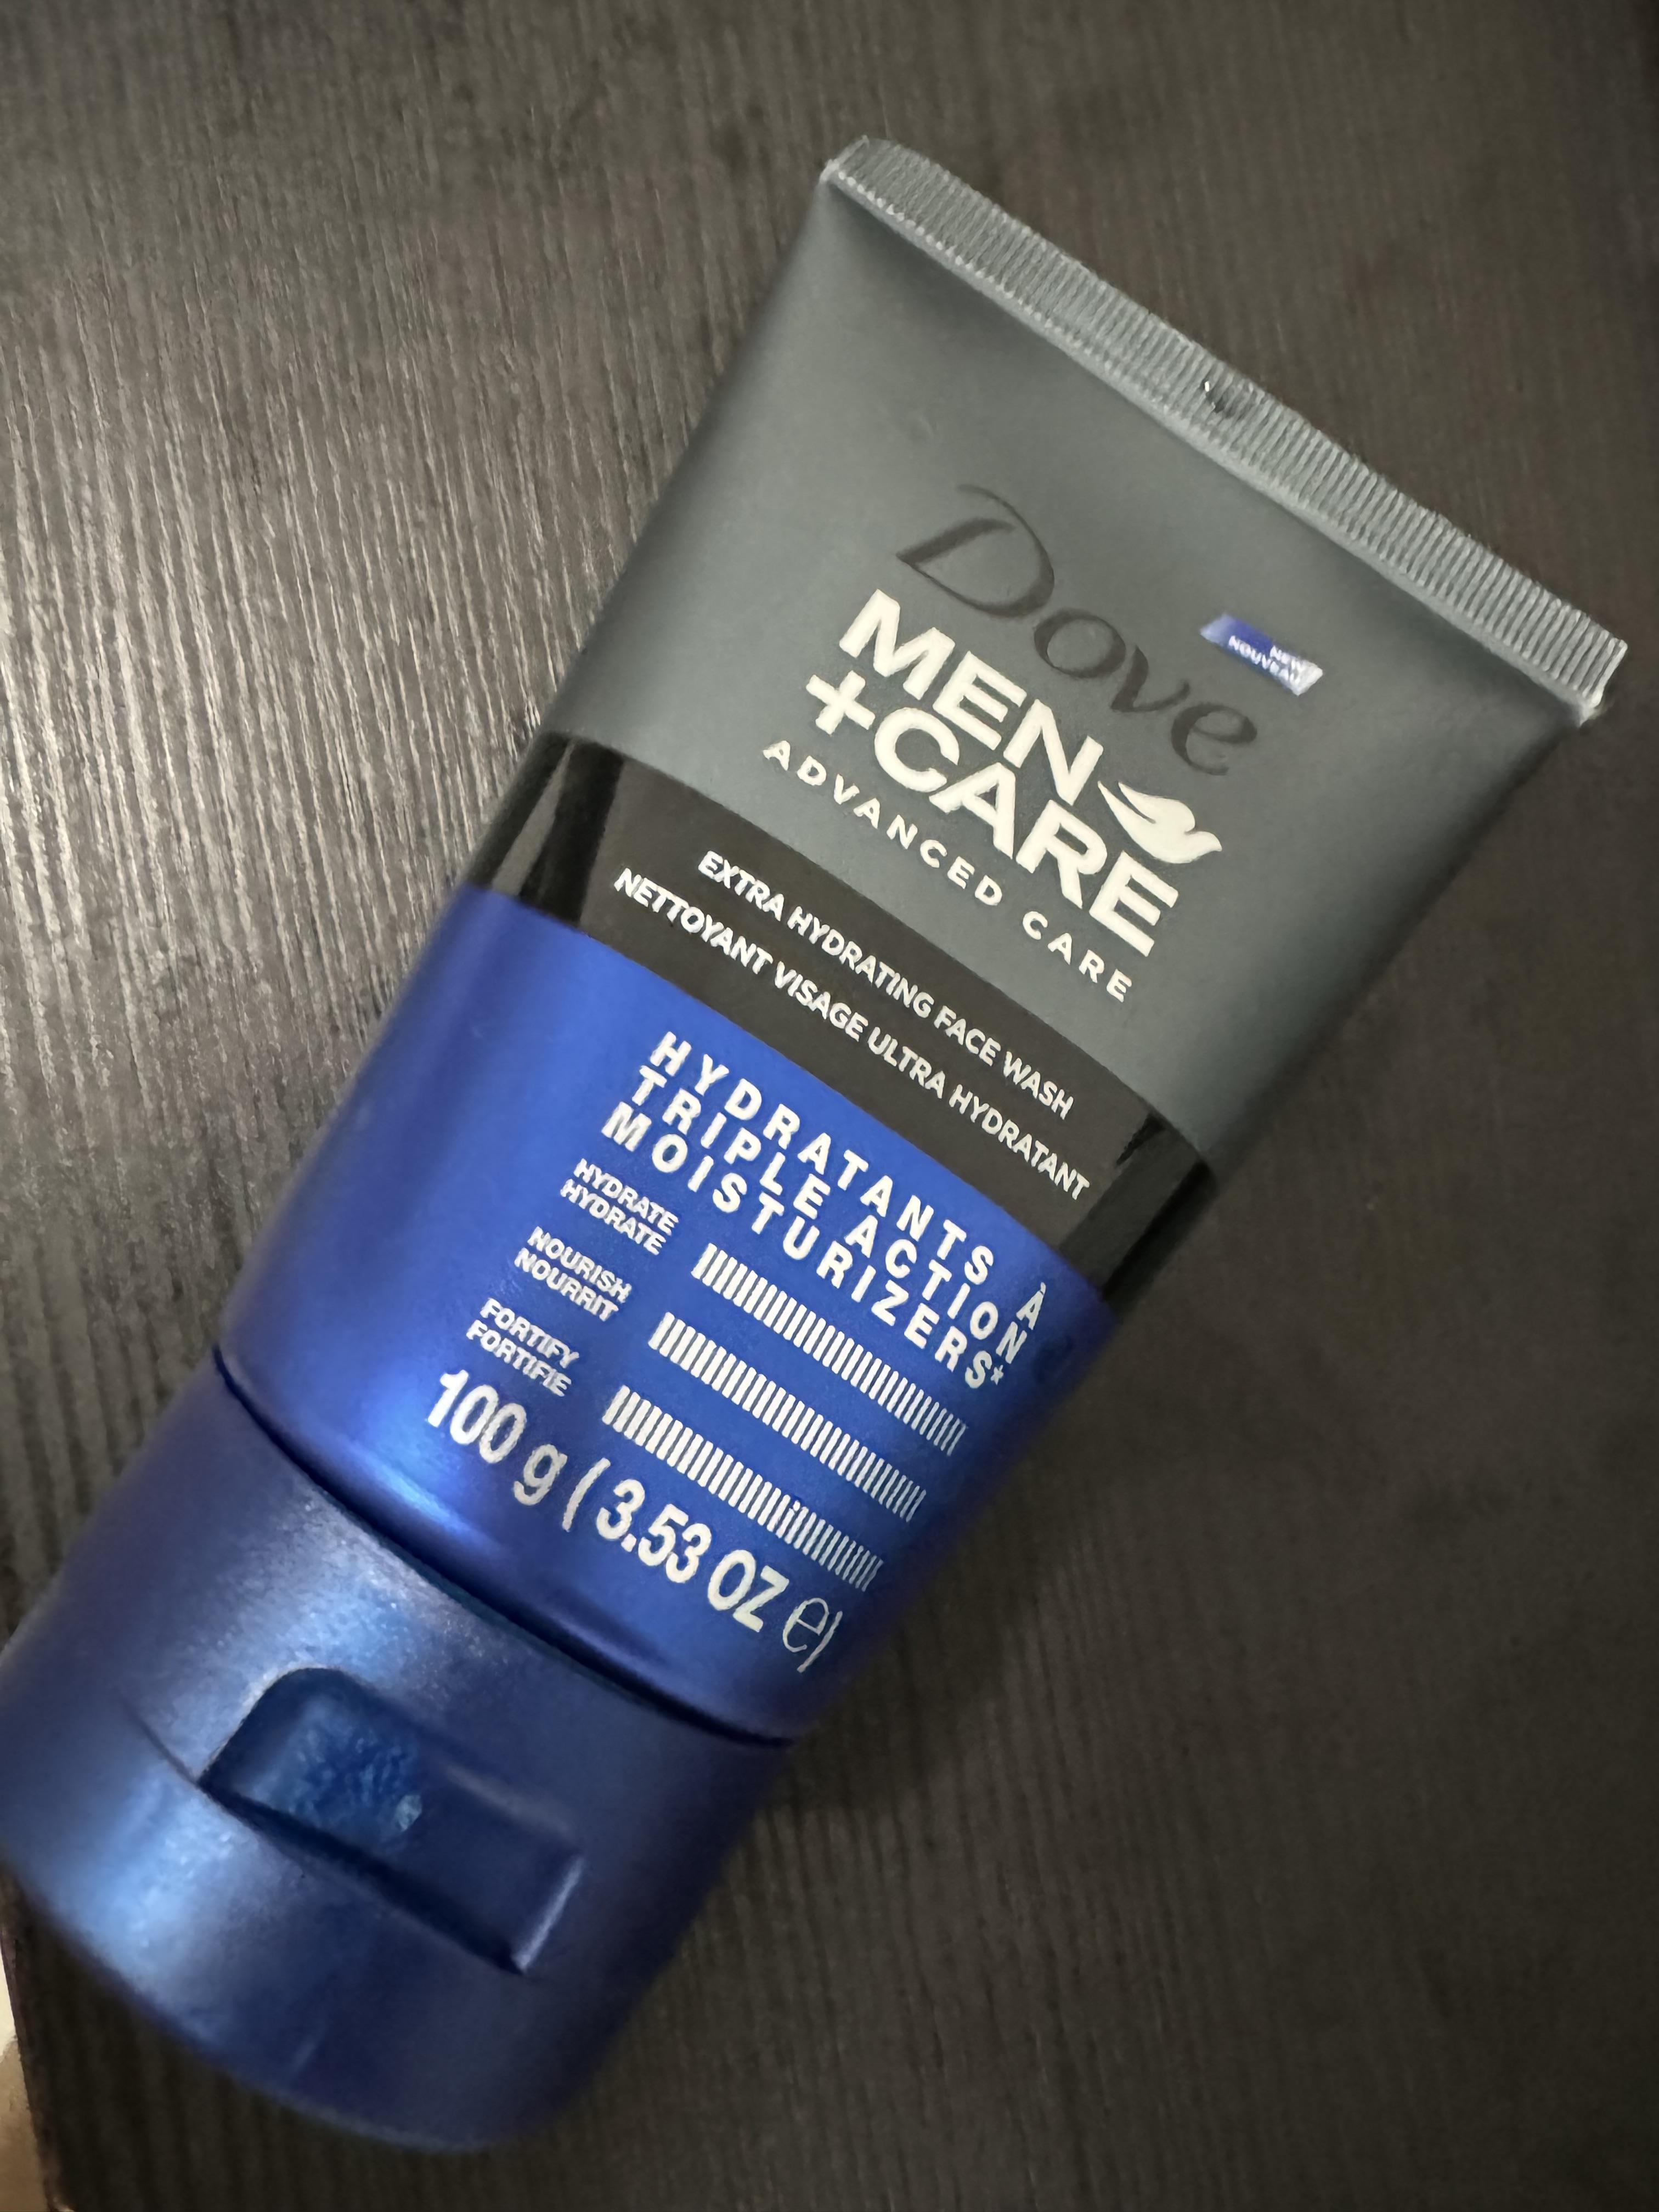 Dove
NEW
NOUVEAU
MEN
+CARE
ADVANCED CARE
EXTRA HYDRATING FACE WASH
NETTOYANT VISAGE ULTRA HYDRATANT
HYDRATANTS À
TRIPLE ACTION
MOISTURIZERS*
HYDRATE
HYDRATE
NOURISH
NOURRIT
FORTIFY
FORTIFIE
100 g (3.53 OZ ℮)